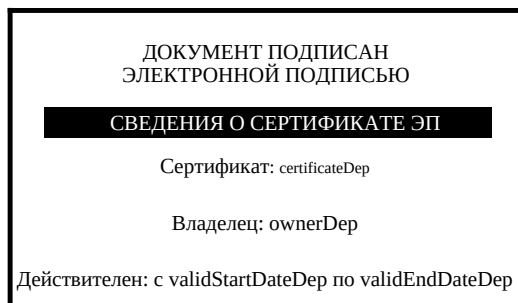 ДОКУМЕНТ ПОДПИСАН
ЭЛЕКТРОННОЙ ПОДПИСЬЮ
СВЕДЕНИЯ О СЕРТИФИКАТЕ ЭП
Сертификат: certificateDep
Владелец: ownerDep
Действителен: с validStartDateDep по validEndDateDep